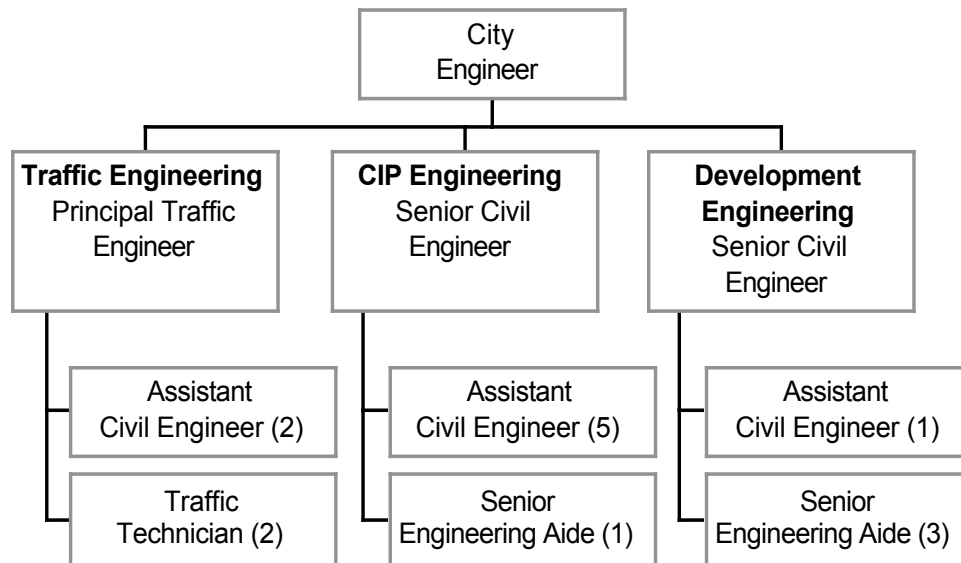 City
Engineer
Traffic Engineering
Principal Traffic
Engineer
CIP Engineering
Senior Civil
Engineer
Development
Engineering
Senior Civil
Engineer
Assistant
Civil Engineer (2)
Traffic
Technician (2)
Assistant
Civil Engineer (5)
Senior
Engineering Aide (1)
Assistant
Civil Engineer (1)
Senior
Engineering Aide (3)